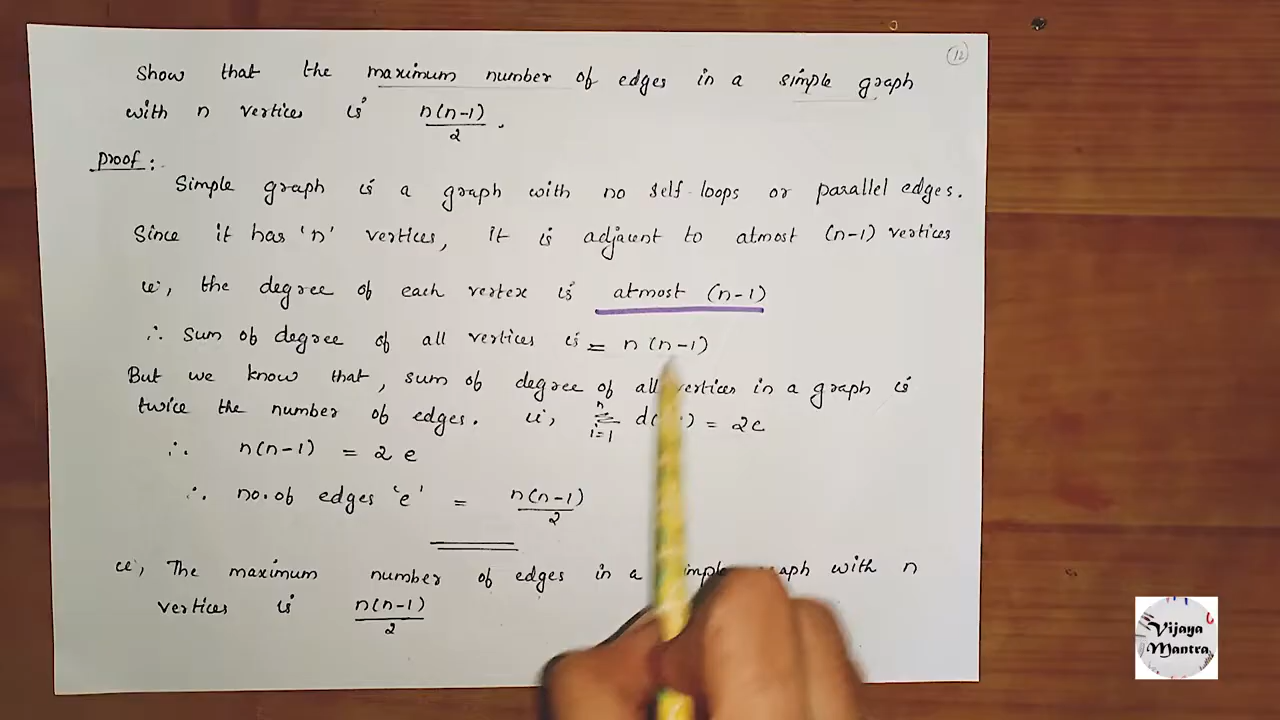 12
Show that the maximum number of edges in a simple graph
with n vertices is n(n-1)/2.
Proof:-
Simple graph is a graph with no self-loops or parallel edges.
Since it has 'n' vertices, it is adjacent to atmost (n-1) vertices
ie, the degree of each vertex is atmost (n-1)
∴ sum of degree of all vertices is = n(n-1)
But we know that, sum of degree of all vertices in a graph is
twice the number of edges. ie, n Σ i=1 d( ) = 2e
∴ n(n-1) = 2e
∴ no. of edges 'e' = n(n-1)/2
ie, The maximum number of edges in a simple graph with n
vertices is n(n-1)/2
Vijaya
Mantra